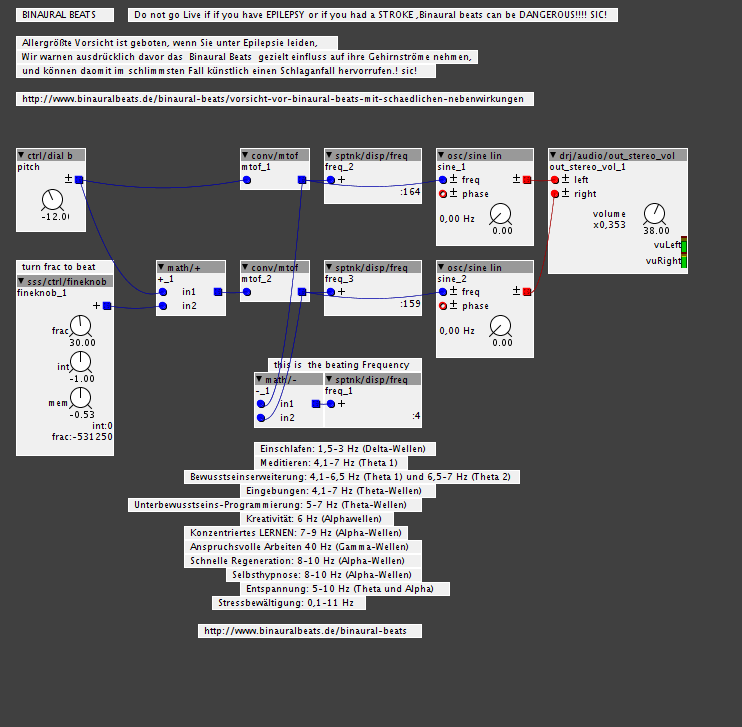 BINAURAL BEATS
Do not go Live if if you have EPILEPSY or if you had a STROKE ,Binaural beats can be DANGEROUS!!!! SIC!
Allergrößte Vorsicht ist geboten, wenn Sie unter Epilepsie leiden,
Wir warnen ausdrücklich davor das Binaural Beats gezielt einfluss auf ihre Gehirnströme nehmen,
und können daomit im schlimmsten Fall künstlich einen Schlaganfall hervorrufen.! sic!
http://www.binauralbeats.de/binaural-beats/vorsicht-vor-binaural-beats-mit-schaedlichen-nebenwirkungen
ctrl/dial b
pitch
±
-12.0
conv/mtof
mtof_1
sptnk/disp/freq
freq_2
+
:164
osc/sine lin
sine_1
± freq ±
± phase
0,00 Hz
0.00
drj/audio/out_stereo_vol
out_stereo_vol_1
± left
± right
volume
x0,353
38.00
vuLeft
vuRight
turn frac to beat
sss/ctrl/fineknob
fineknob_1
+
frac
30.00
int
-1.00
mem
-0.53
int:0
frac:-531250
math/+
+_1
in1
in2
conv/mtof
mtof_2
sptnk/disp/freq
freq_3
+
:159
osc/sine lin
sine_2
± freq ±
± phase
0,00 Hz
0.00
this is the beating Frequency
math/-
-_1
in1
in2
sptnk/disp/freq
freq_1
+
:4
Einschlafen: 1,5-3 Hz (Delta-Wellen)
Meditieren: 4,1-7 Hz (Theta 1)
Bewusstseinserweiterung: 4,1-6,5 Hz (Theta 1) und 6,5-7 Hz (Theta 2)
Eingebungen: 4,1-7 Hz (Theta-Wellen)
Unterbewusstseins-Programmierung: 5-7 Hz (Theta-Wellen)
Kreativität: 6 Hz (Alphawellen)
Konzentriertes LERNEN: 7-9 Hz (Alpha-Wellen)
Anspruchsvolle Arbeiten 40 Hz (Gamma-Wellen)
Schnelle Regeneration: 8-10 Hz (Alpha-Wellen)
Selbsthypnose: 8-10 Hz (Alpha-Wellen)
Entspannung: 5-10 Hz (Theta und Alpha)
Stressbewältigung: 0,1-11 Hz
http://www.binauralbeats.de/binaural-beats